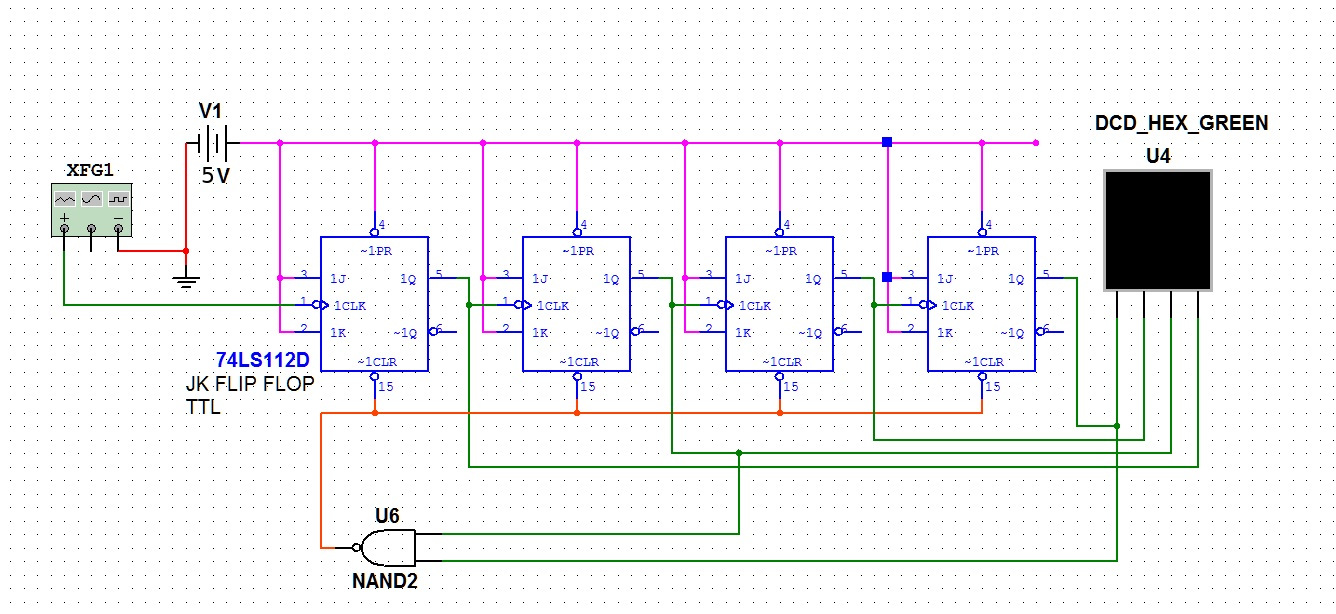 V1
5V
XFG1
DCD_HEX_GREEN
U4
4
~1PR
3
1J
1Q
5
1
1CLK
2
1K
~1Q
6
~1CLR
15
4
~1PR
3
1J
1Q
5
1
1CLK
2
1K
~1Q
6
~1CLR
15
4
~1PR
3
1J
1Q
5
1
1CLK
2
1K
~1Q
6
~1CLR
15
4
~1PR
3
1J
1Q
5
1
1CLK
2
1K
~1Q
6
~1CLR
15
74LS112D
JK FLIP FLOP
TTL
U6
NAND2